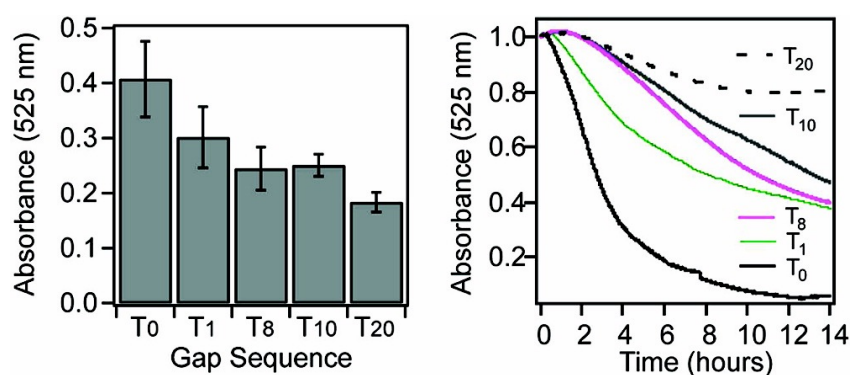 Absorbance (525 nm)
0.5
0.4
0.3
0.2
0.1
0.0
T0 T1 T8 T10 T20
Gap Sequence
Absorbance (525 nm)
1.0
0.8
0.6
0.4
0.2
T20
T10
T8
T1
T0
0 2 4 6 8 10 12 14
Time (hours)